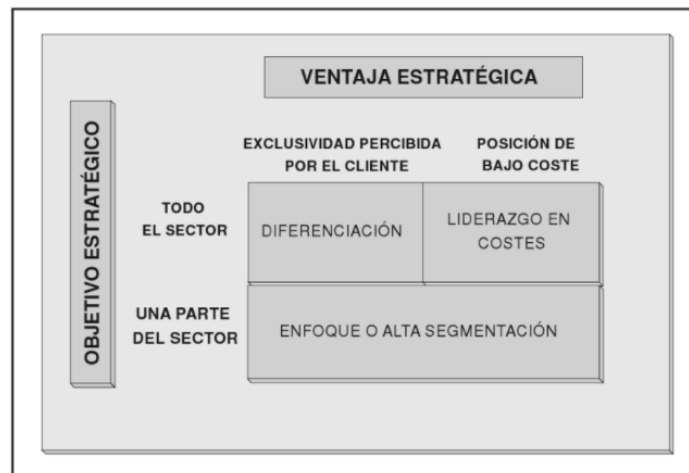 VENTAJA ESTRATÉGICA
OBJETIVO ESTRATÉGICO
EXCLUSIVIDAD PERCIBIDA
POR EL CLIENTE
POSICIÓN DE
BAJO COSTE
TODO
EL SECTOR
DIFERENCIACIÓN
LIDERAZGO EN
COSTES
UNA PARTE
DEL SECTOR
ENFOQUE O ALTA SEGMENTACIÓN